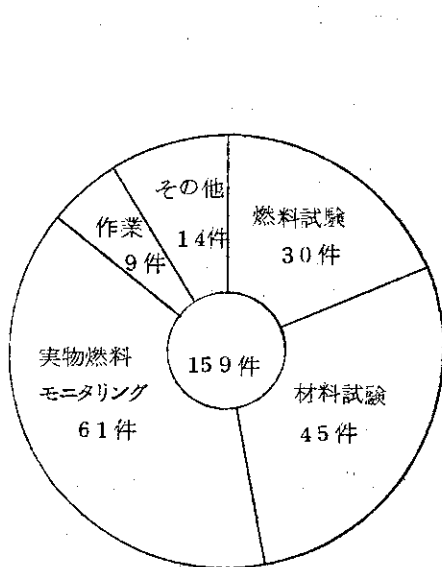 その他
14件
燃料試験
30件
作業
9件
159件
実物燃料
モニタリング
61件
材料試験
45件